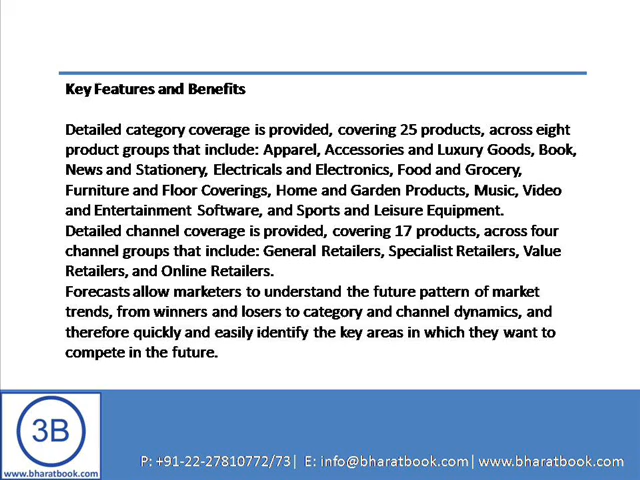 Key Features and Benefits
Detailed category coverage is provided, covering 25 products, across eight
product groups that include: Apparel, Accessories and Luxury Goods, Book,
News and Stationery, Electricals and Electronics, Food and Grocery,
Furniture and Floor Coverings, Home and Garden Products, Music, Video
and Entertainment Software, and Sports and Leisure Equipment.
Detailed channel coverage is provided, covering 17 products, across four
channel groups that include: General Retailers, Specialist Retailers, Value
Retailers, and Online Retailers.
Forecasts allow marketers to understand the future pattern of market
trends, from winners and losers to category and channel dynamics, and
therefore quickly and easily identify the key areas in which they want to
compete in the future.
3B
www.bharatbook.com
P: +91-22-27810772/73| E: info@bharatbook.com| www.bharatbook.com